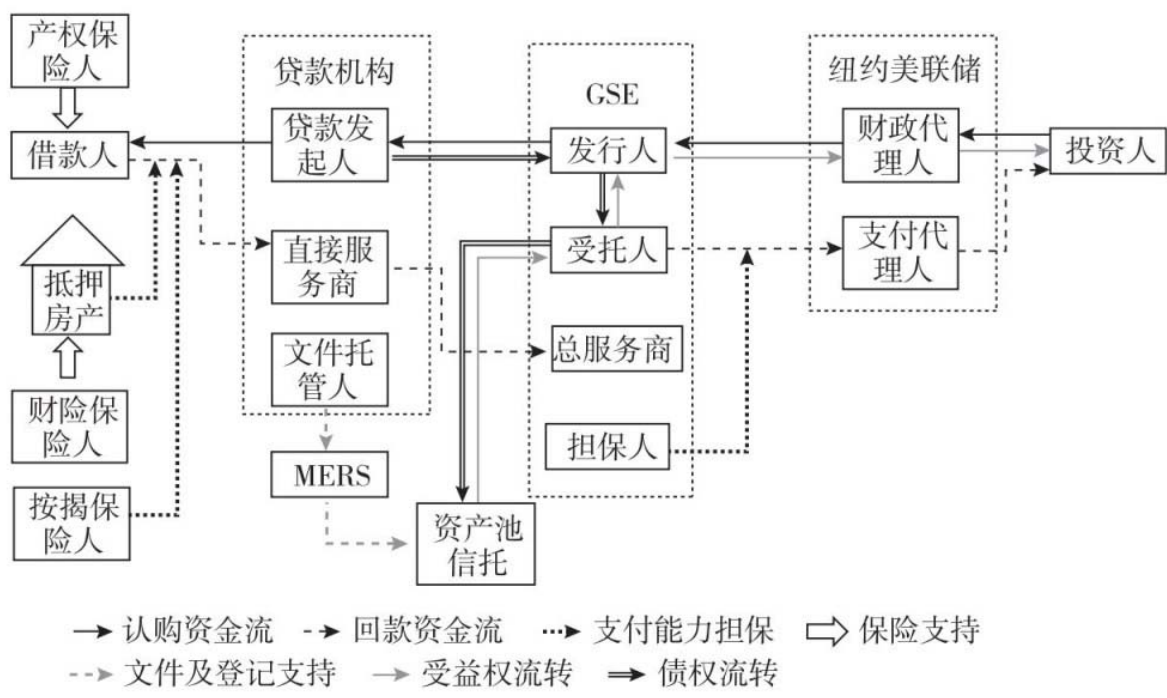 产权保
险人
借款人
抵押
房产
财险保
险人
按揭保
险人
贷款机构
贷款发
起人
直接服
务商
文件托
管人
MERS
资产池
信托
GSE
发行人
受托人
总服务商
担保人
纽约美联储
财政代
理人
支付代
理人
投资人
认购资金流 回款资金流 支付能力担保 保险支持
文件及登记支持 受益权流转 债权流转